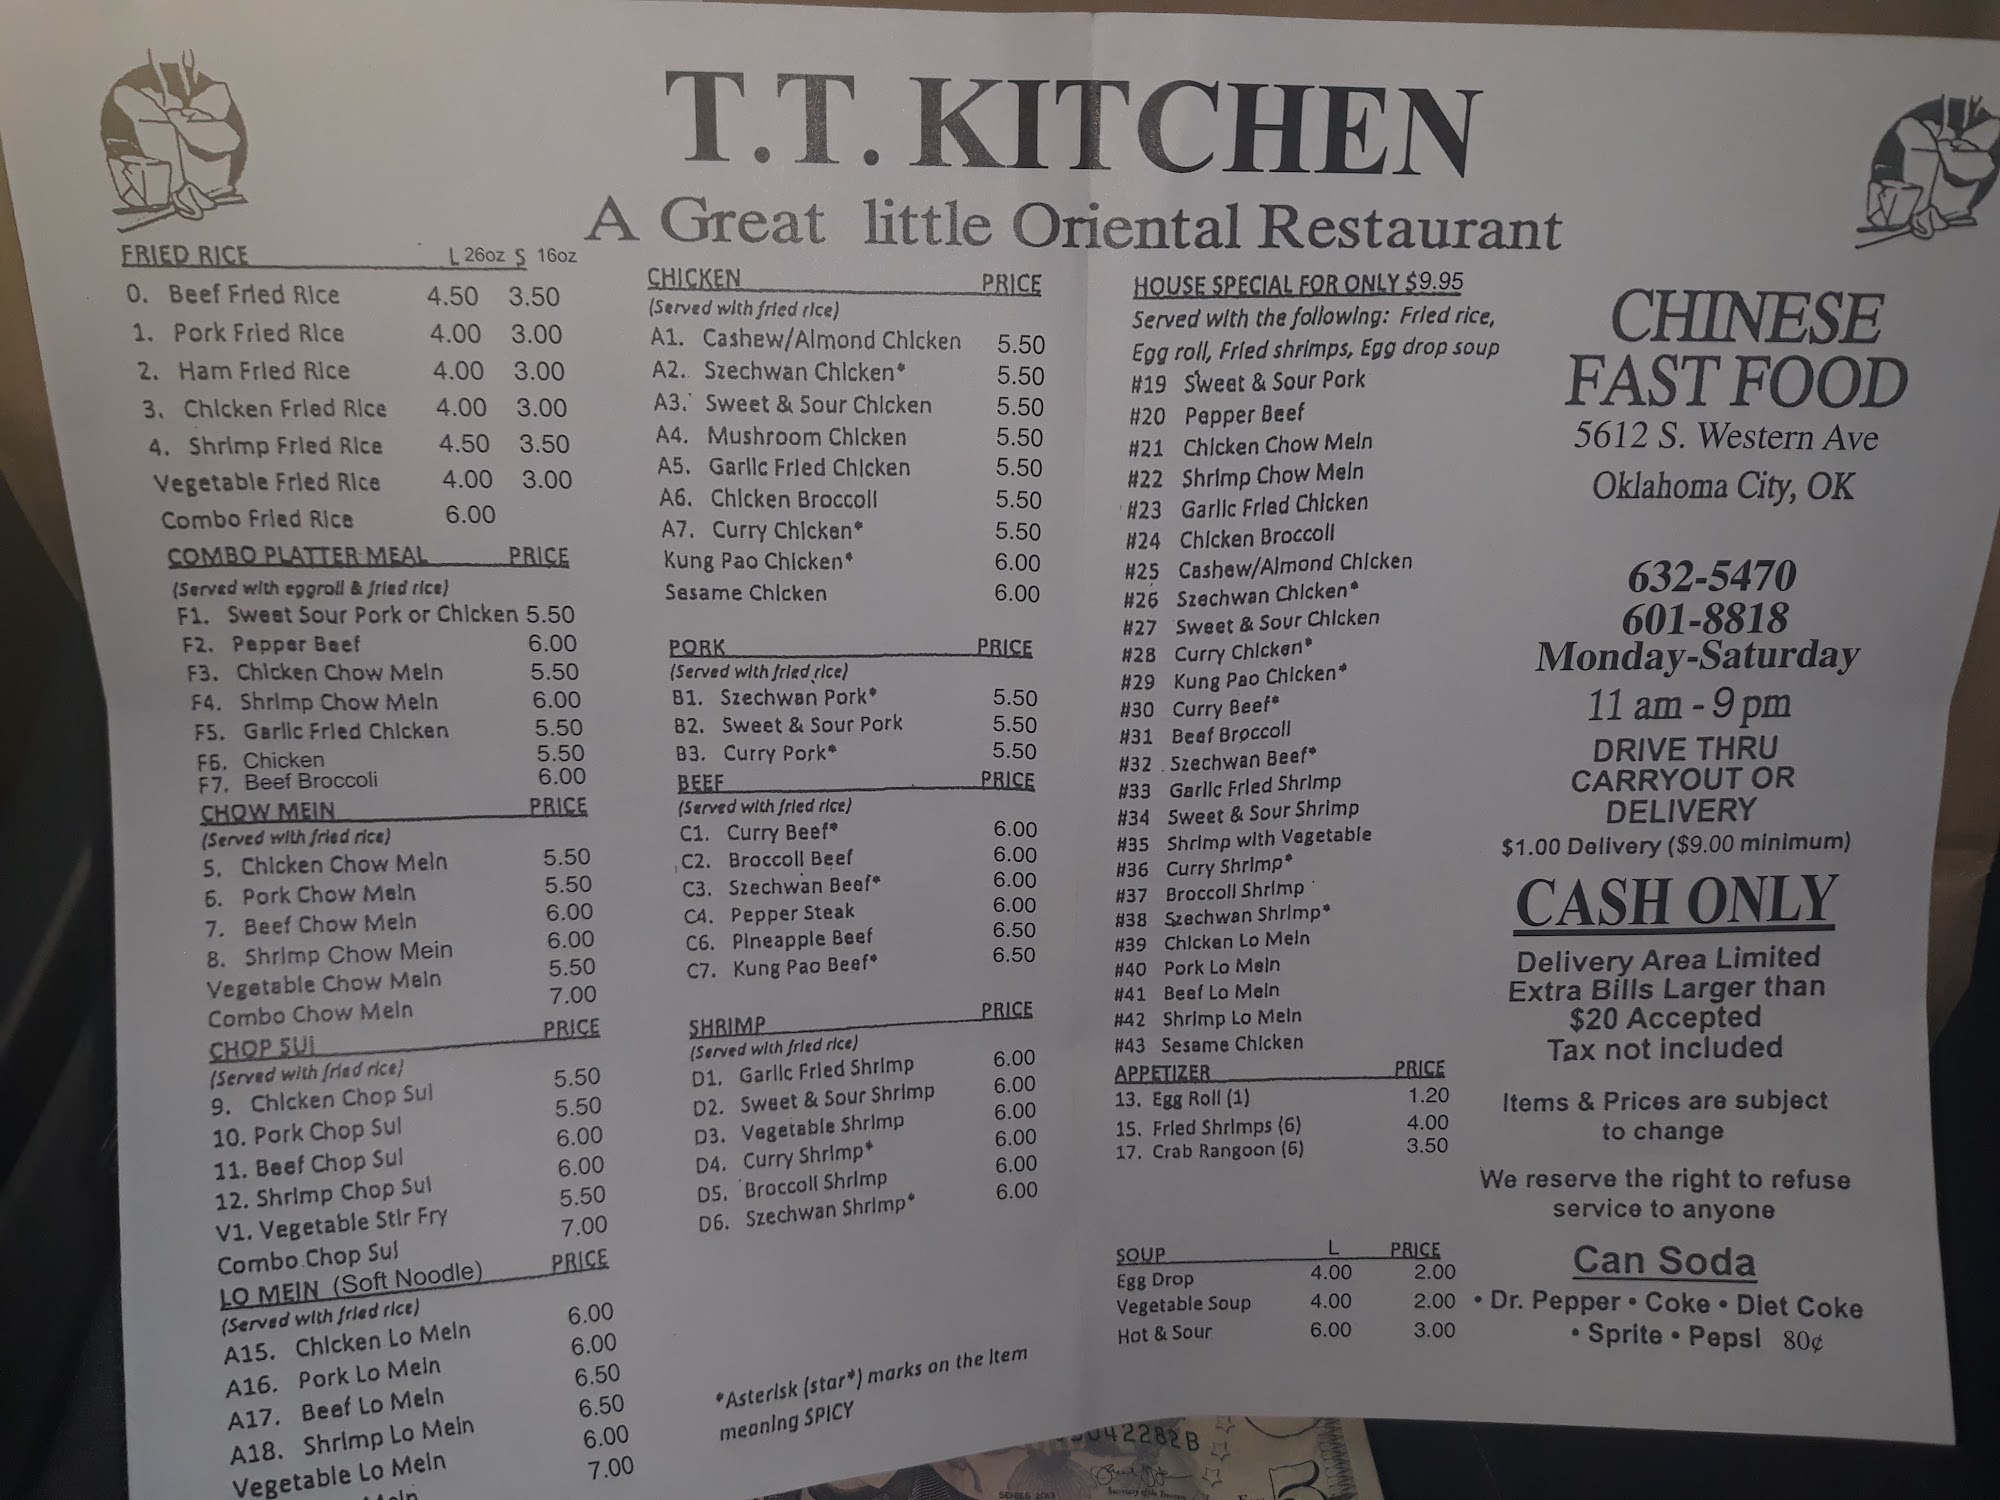 T.T. KITCHEN
A Great little Oriental Restaurant
FRIED RICE L 26oz S 16oz
0. Beef Fried Rice 4.50 3.50
1. Pork Fried Rice 4.00 3.00
2. Ham Fried Rice 4.00 3.00
3. Chicken Fried Rice 4.00 3.00
4. Shrimp Fried Rice 4.50 3.50
Vegetable Fried Rice 4.00 3.00
Combo Fried Rice 6.00
COMBO PLATTER MEAL PRICE
(Served with eggroll & fried rice)
F1. Sweet Sour Pork or Chicken 5.50
F2. Pepper Beef 6.00
F3. Chicken Chow Mein 5.50
F4. Shrimp Chow Mein 6.00
F5. Garlic Fried Chicken 5.50
F6. Chicken 5.50
F7. Beef Broccoli 6.00
CHOW MEIN PRICE
(Served with fried rice)
5. Chicken Chow Mein 5.50
6. Pork Chow Mein 5.50
7. Beef Chow Mein 6.00
8. Shrimp Chow Mein 6.00
Vegetable Chow Mein 5.50
Combo Chow Mein 7.00
CHOP SUI PRICE
(Served with fried rice)
9. Chicken Chop Sui 5.50
10. Pork Chop Sui 5.50
11. Beef Chop Sui 6.00
12. Shrimp Chop Sui 6.00
V1. Vegetable Stir Fry 5.50
Combo Chop Sui 7.00
LO MEIN (Soft Noodle) PRICE
(Served with fried rice)
A15. Chicken Lo Mein 6.00
A16. Pork Lo Mein 6.00
A17. Beef Lo Mein 6.50
A18. Shrimp Lo Mein 6.50
Vegetable Lo Mein 6.00
7.00
CHICKEN PRICE
(Served with fried rice)
A1. Cashew/Almond Chicken 5.50
A2. Szechwan Chicken* 5.50
A3. Sweet & Sour Chicken 5.50
A4. Mushroom Chicken 5.50
A5. Garlic Fried Chicken 5.50
A6. Chicken Broccoli 5.50
A7. Curry Chicken* 5.50
Kung Pao Chicken* 6.00
Sesame Chicken 6.00
PORK PRICE
(Served with fried rice)
B1. Szechwan Pork* 5.50
B2. Sweet & Sour Pork 5.50
B3. Curry Pork* 5.50
BEEF PRICE
(Served with fried rice)
C1. Curry Beef* 6.00
C2. Broccoli Beef 6.00
C3. Szechwan Beef* 6.00
C4. Pepper Steak 6.00
C6. Pineapple Beef 6.50
C7. Kung Pao Beef* 6.50
SHRIMP PRICE
(Served with fried rice)
D1. Garlic Fried Shrimp 6.00
D2. Sweet & Sour Shrimp 6.00
D3. Vegetable Shrimp 6.00
D4. Curry Shrimp* 6.00
D5. Broccoli Shrimp 6.00
D6. Szechwan Shrimp* 6.00
*Asterisk (star*) marks on the item
meaning SPICY
HOUSE SPECIAL FOR ONLY $9.95
Served with the following: Fried rice,
Egg roll, Fried shrimps, Egg drop soup
#19 Sweet & Sour Pork
#20 Pepper Beef
#21 Chicken Chow Mein
#22 Shrimp Chow Mein
#23 Garlic Fried Chicken
#24 Chicken Broccoli
#25 Cashew/Almond Chicken
#26 Szechwan Chicken*
#27 Sweet & Sour Chicken
#28 Curry Chicken*
#29 Kung Pao Chicken*
#30 Curry Beef*
#31 Beef Broccoli
#32 Szechwan Beef*
#33 Garlic Fried Shrimp
#34 Sweet & Sour Shrimp
#35 Shrimp with Vegetable
#36 Curry Shrimp*
#37 Broccoli Shrimp
#38 Szechwan Shrimp*
#39 Chicken Lo Mein
#40 Pork Lo Mein
#41 Beef Lo Mein
#42 Shrimp Lo Mein
#43 Sesame Chicken
APPETIZER PRICE
13. Egg Roll (1) 1.20
15. Fried Shrimps (6) 4.00
17. Crab Rangoon (6) 3.50
SOUP L PRICE
Egg Drop 4.00 2.00
Vegetable Soup 4.00 2.00
Hot & Sour 6.00 3.00
CHINESE
FAST FOOD
5612 S. Western Ave
Oklahoma City, OK
632-5470
601-8818
Monday-Saturday
11 am - 9 pm
DRIVE THRU
CARRYOUT OR
DELIVERY
$1.00 Delivery ($9.00 minimum)
CASH ONLY
Delivery Area Limited
Extra Bills Larger than
$20 Accepted
Tax not included
Items & Prices are subject
to change
We reserve the right to refuse
service to anyone
Can Soda
• Dr. Pepper • Coke • Diet Coke
• Sprite • Pepsi 80¢
42282B
SERIES 2013
Secretary of the Treasury